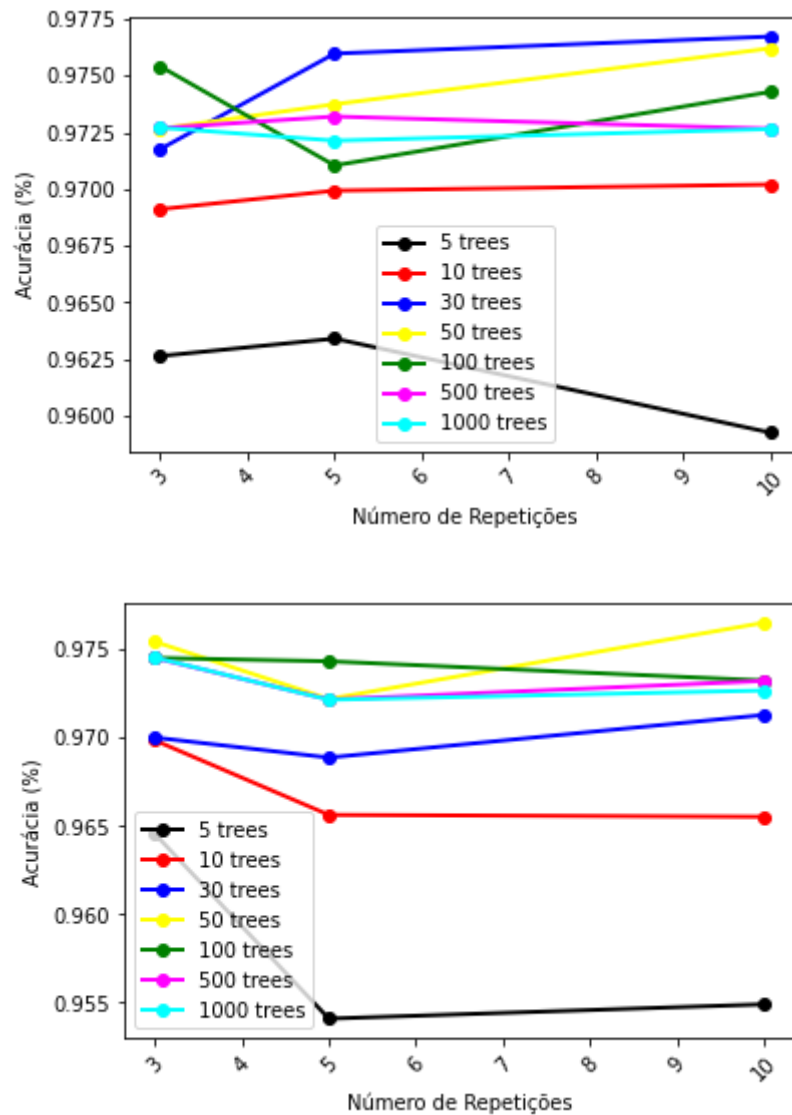 0.9775
0.9750
0.9725
0.9700
0.9675
0.9650
0.9625
0.9600
Acurácia (%)
5 trees
10 trees
30 trees
50 trees
100 trees
500 trees
1000 trees
3 4 5 6 7 8 9 10
Número de Repetições
0.975
0.970
0.965
0.960
0.955
Acurácia (%)
5 trees
10 trees
30 trees
50 trees
100 trees
500 trees
1000 trees
3 4 5 6 7 8 9 10
Número de Repetições